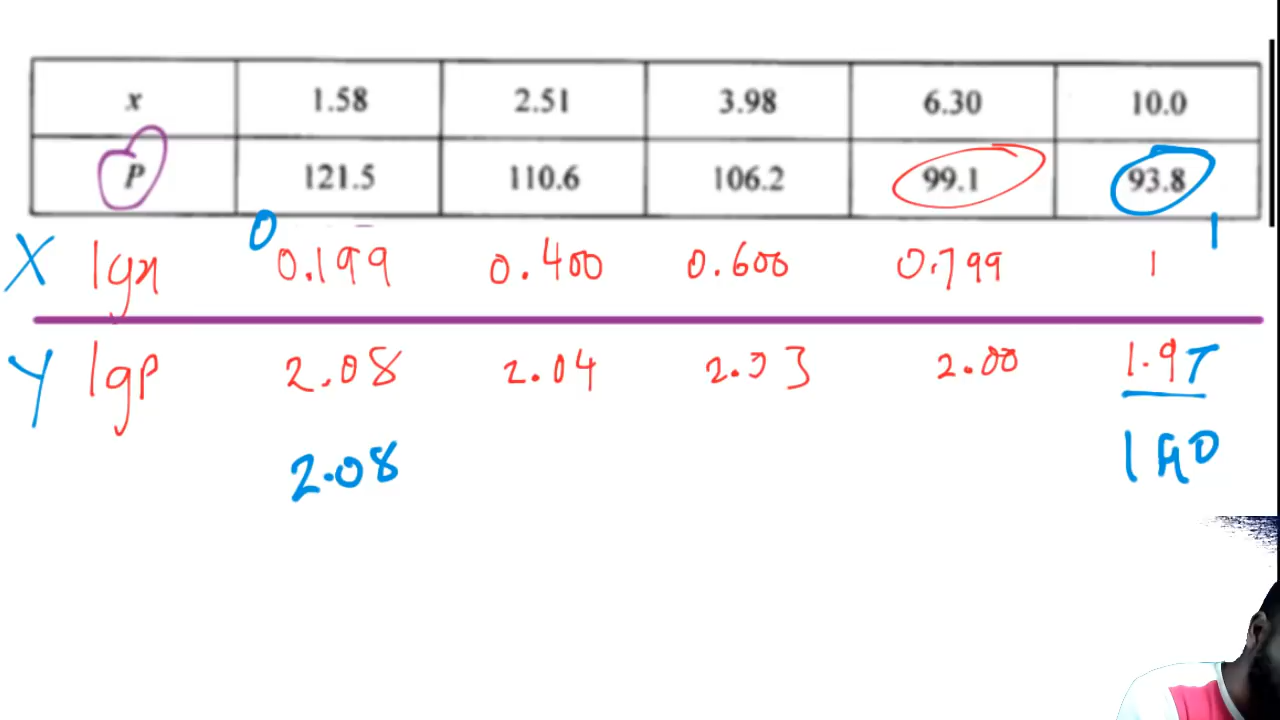 x 1.58 2.51 3.98 6.30 10.0
P 121.5 110.6 106.2 99.1 93.8
0 1
X lgx 0.199 0.400 0.600 0.799 1
Y lgp 2.08 2.04 2.03 2.00 1.97
2.08